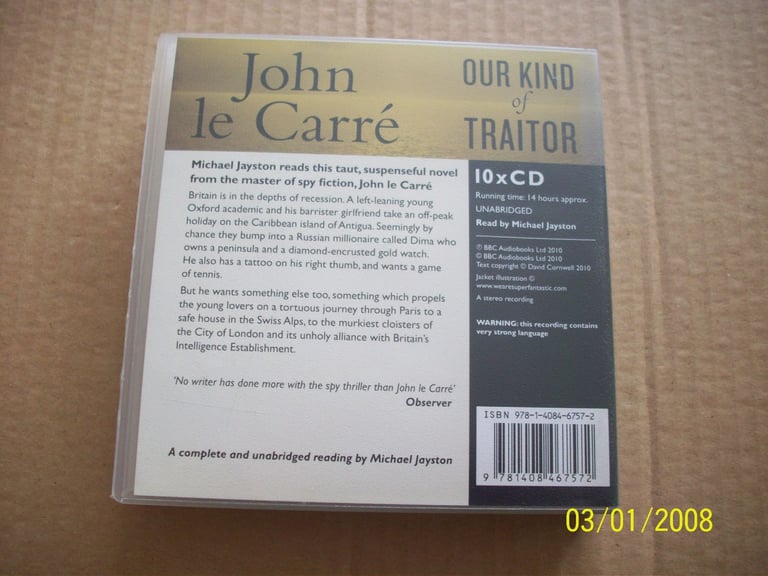 John
le Carré
OUR KIND
of
TRAITOR
Michael Jayston reads this taut, suspenseful novel
from the master of spy fiction, John le Carré
Britain is in the depths of recession. A left-leaning young
Oxford academic and his barrister girlfriend take an off-peak
holiday on the Caribbean island of Antigua. Seemingly by
chance they bump into a Russian millionaire called Dima who
owns a peninsula and a diamond-encrusted gold watch.
He also has a tattoo on his right thumb, and wants a game
of tennis.
But he wants something else too, something which propels
the young lovers on a tortuous journey through Paris to a
safe house in the Swiss Alps, to the murkiest cloisters of
the City of London and its unholy alliance with Britain's
Intelligence Establishment.
'No writer has done more with the spy thriller than John le Carré'
Observer
A complete and unabridged reading by Michael Jayston
10xCD
Running time: 14 hours approx.
UNABRIDGED
Read by Michael Jayston
℗ BBC Audiobooks Ltd 2010
© BBC Audiobooks Ltd 2010
Text copyright © David Cornwell 2010
Jacket illustration ©
www.wearesuperfantastic.com
A stereo recording
WARNING: this recording contains
very strong language
ISBN 978-1-4084-6757-2
9 781408 467572
03/01/2008